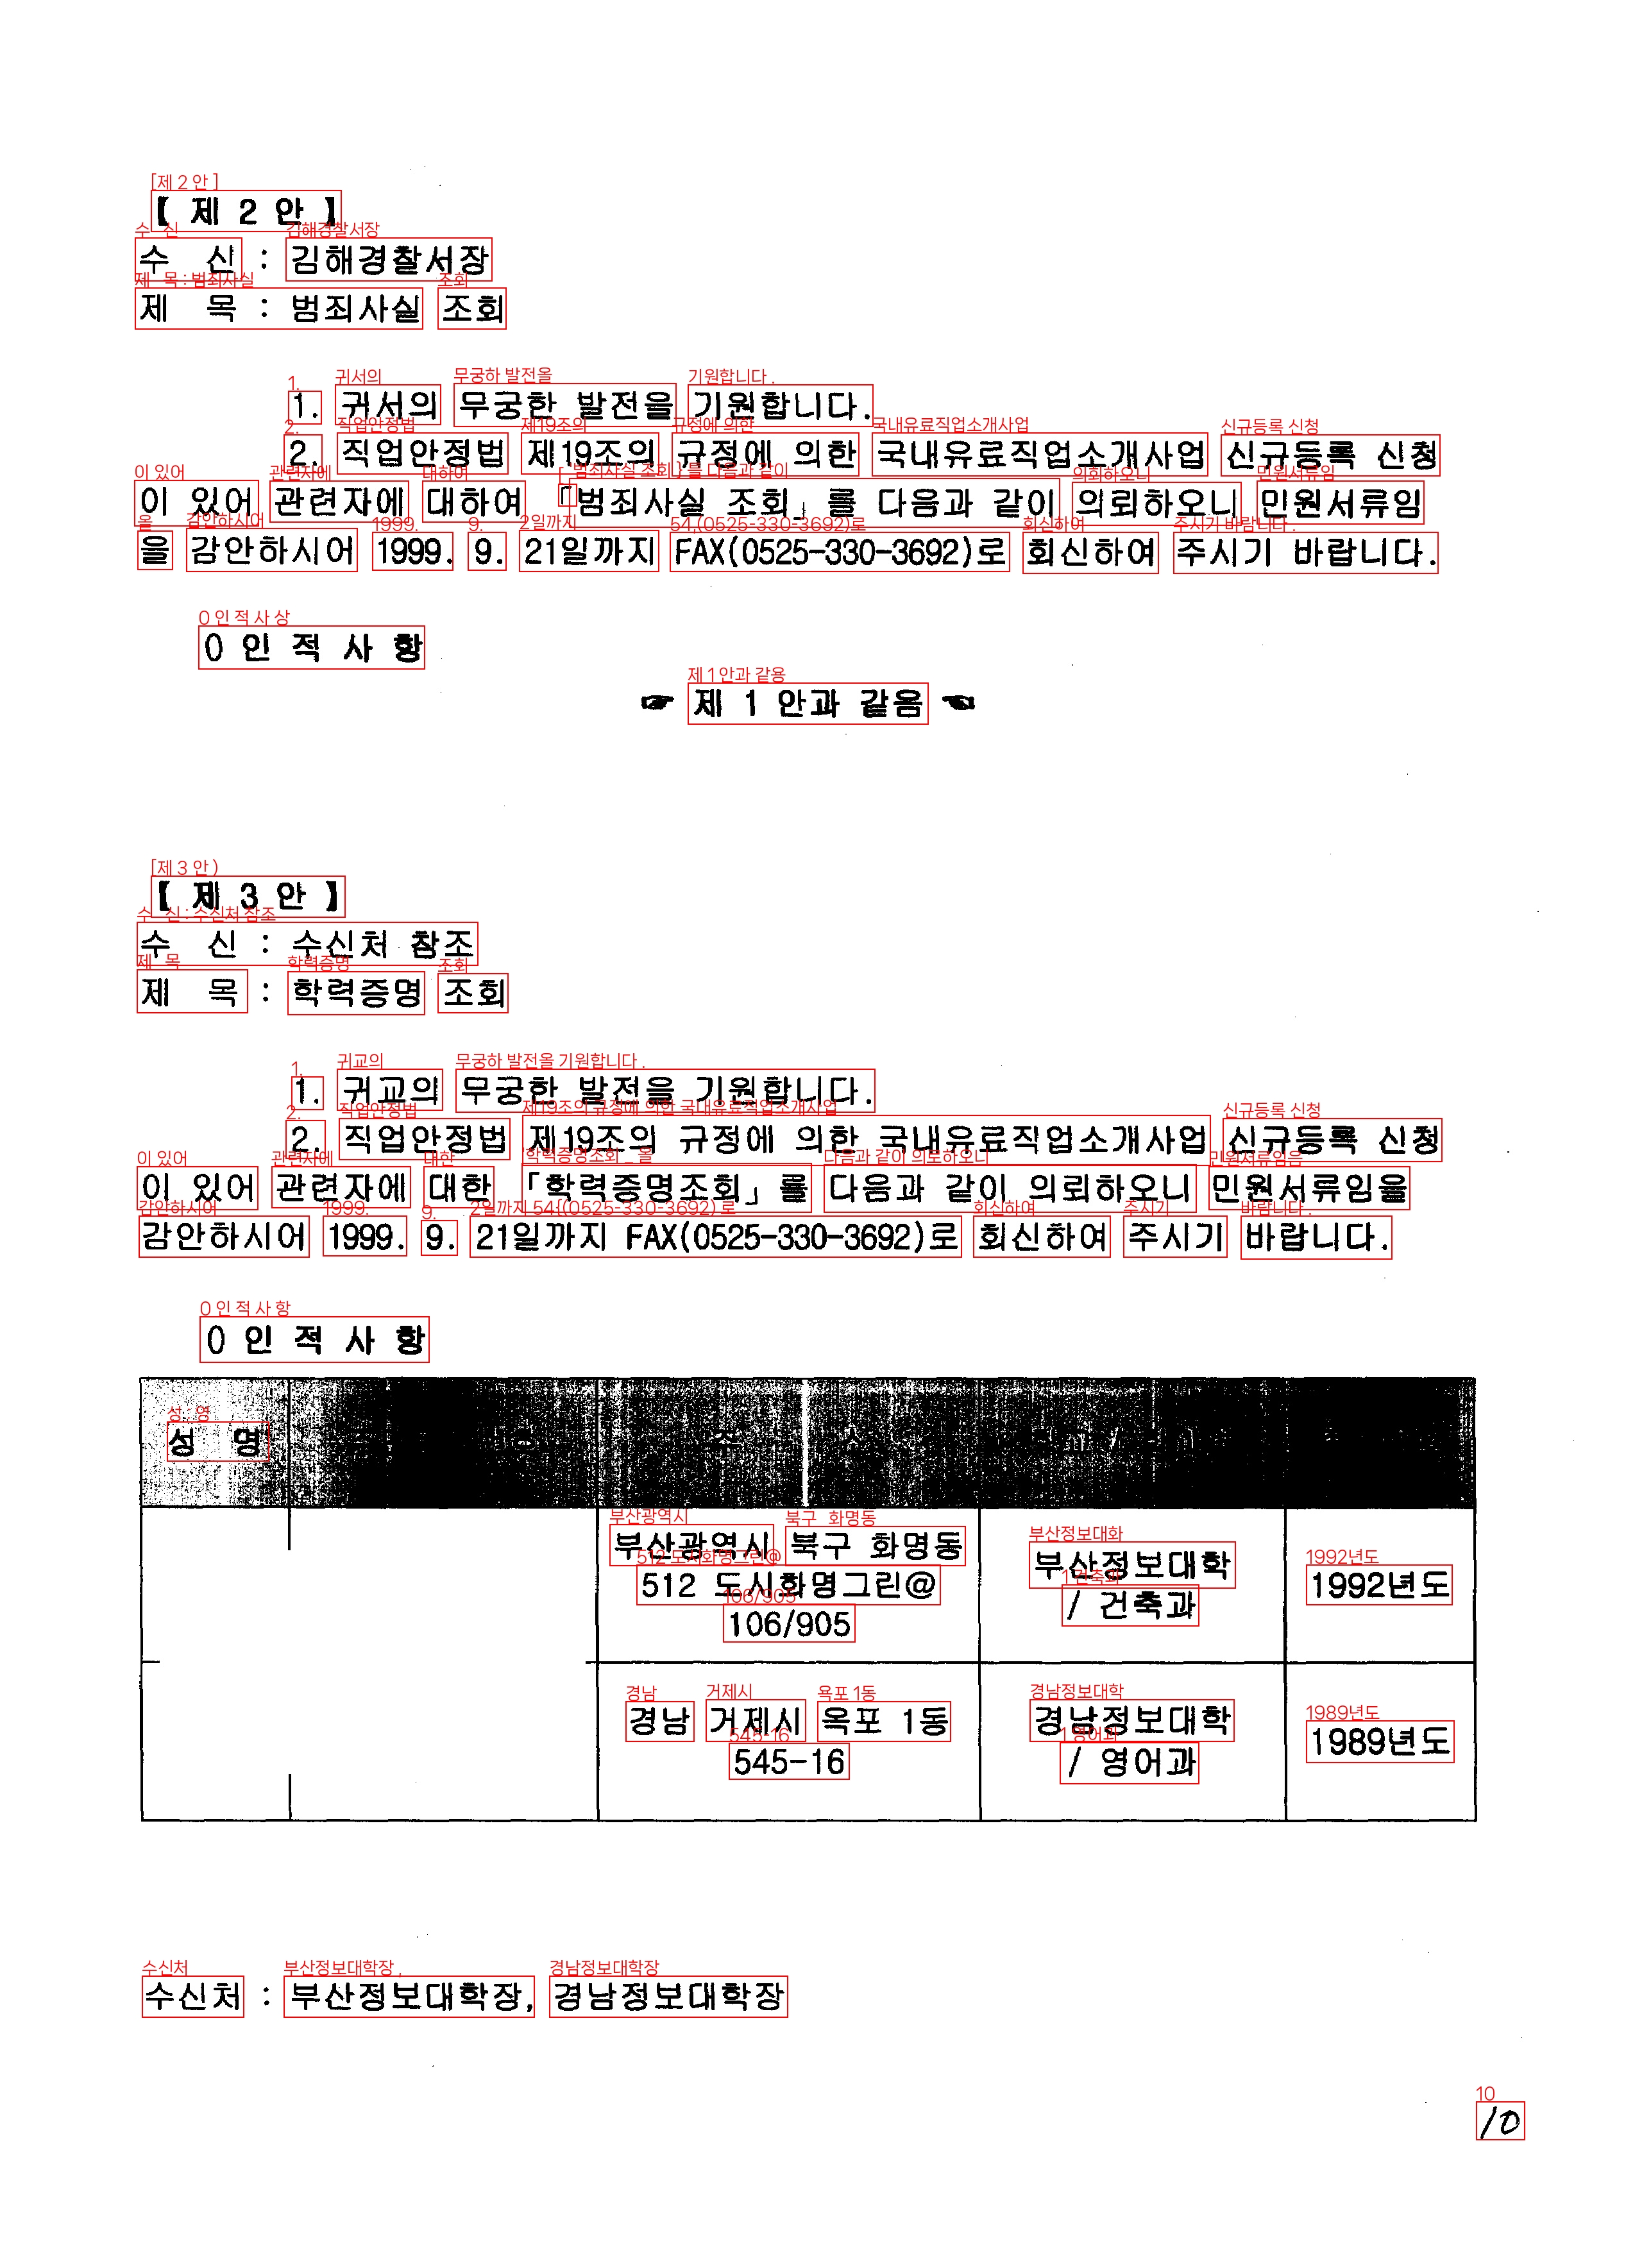 【 제 2 안 】
수 신 : 김해경찰서장
제 목 : 범죄사실 조회
1. 귀서의 무궁한 발전을 기원합니다.
2. 직업안정법 제19조의 규정에 의한 국내유료직업소개사업 신규등록 신청
이 있어 관련자에 대하여 「범죄사실 조회」를 다음과 같이 의뢰하오니 민원서류임
을 감안하시어 1999. 9. 21일까지 FAX(0525-330-3692)로 회신하여 주시기 바랍니다.
0 인 적 사 항
☞ 제 1 안과 같음 ☜
【 제 3 안 】
수 신 : 수신처 참조
제 목 : 학력증명 조회
1. 귀교의 무궁한 발전을 기원합니다.
2. 직업안정법 제19조의 규정에 의한 국내유료직업소개사업 신규등록 신청
이 있어 관련자에 대한 「학력증명조회」를 다음과 같이 의뢰하오니 민원서류임을
감안하시어 1999. 9. 21일까지 FAX(0525-330-3692)로 회신하여 주시기 바랍니다.
0 인 적 사 항
성 명 주 소
부산광역시 북구 화명동
512 도시화명그린@
106/905
부산정보대학
/ 건축과
1992년도
경남 거제시 옥포 1동
545-16
경남정보대학
/ 영어과
1989년도
수신처 : 부산정보대학장, 경남정보대학장
10